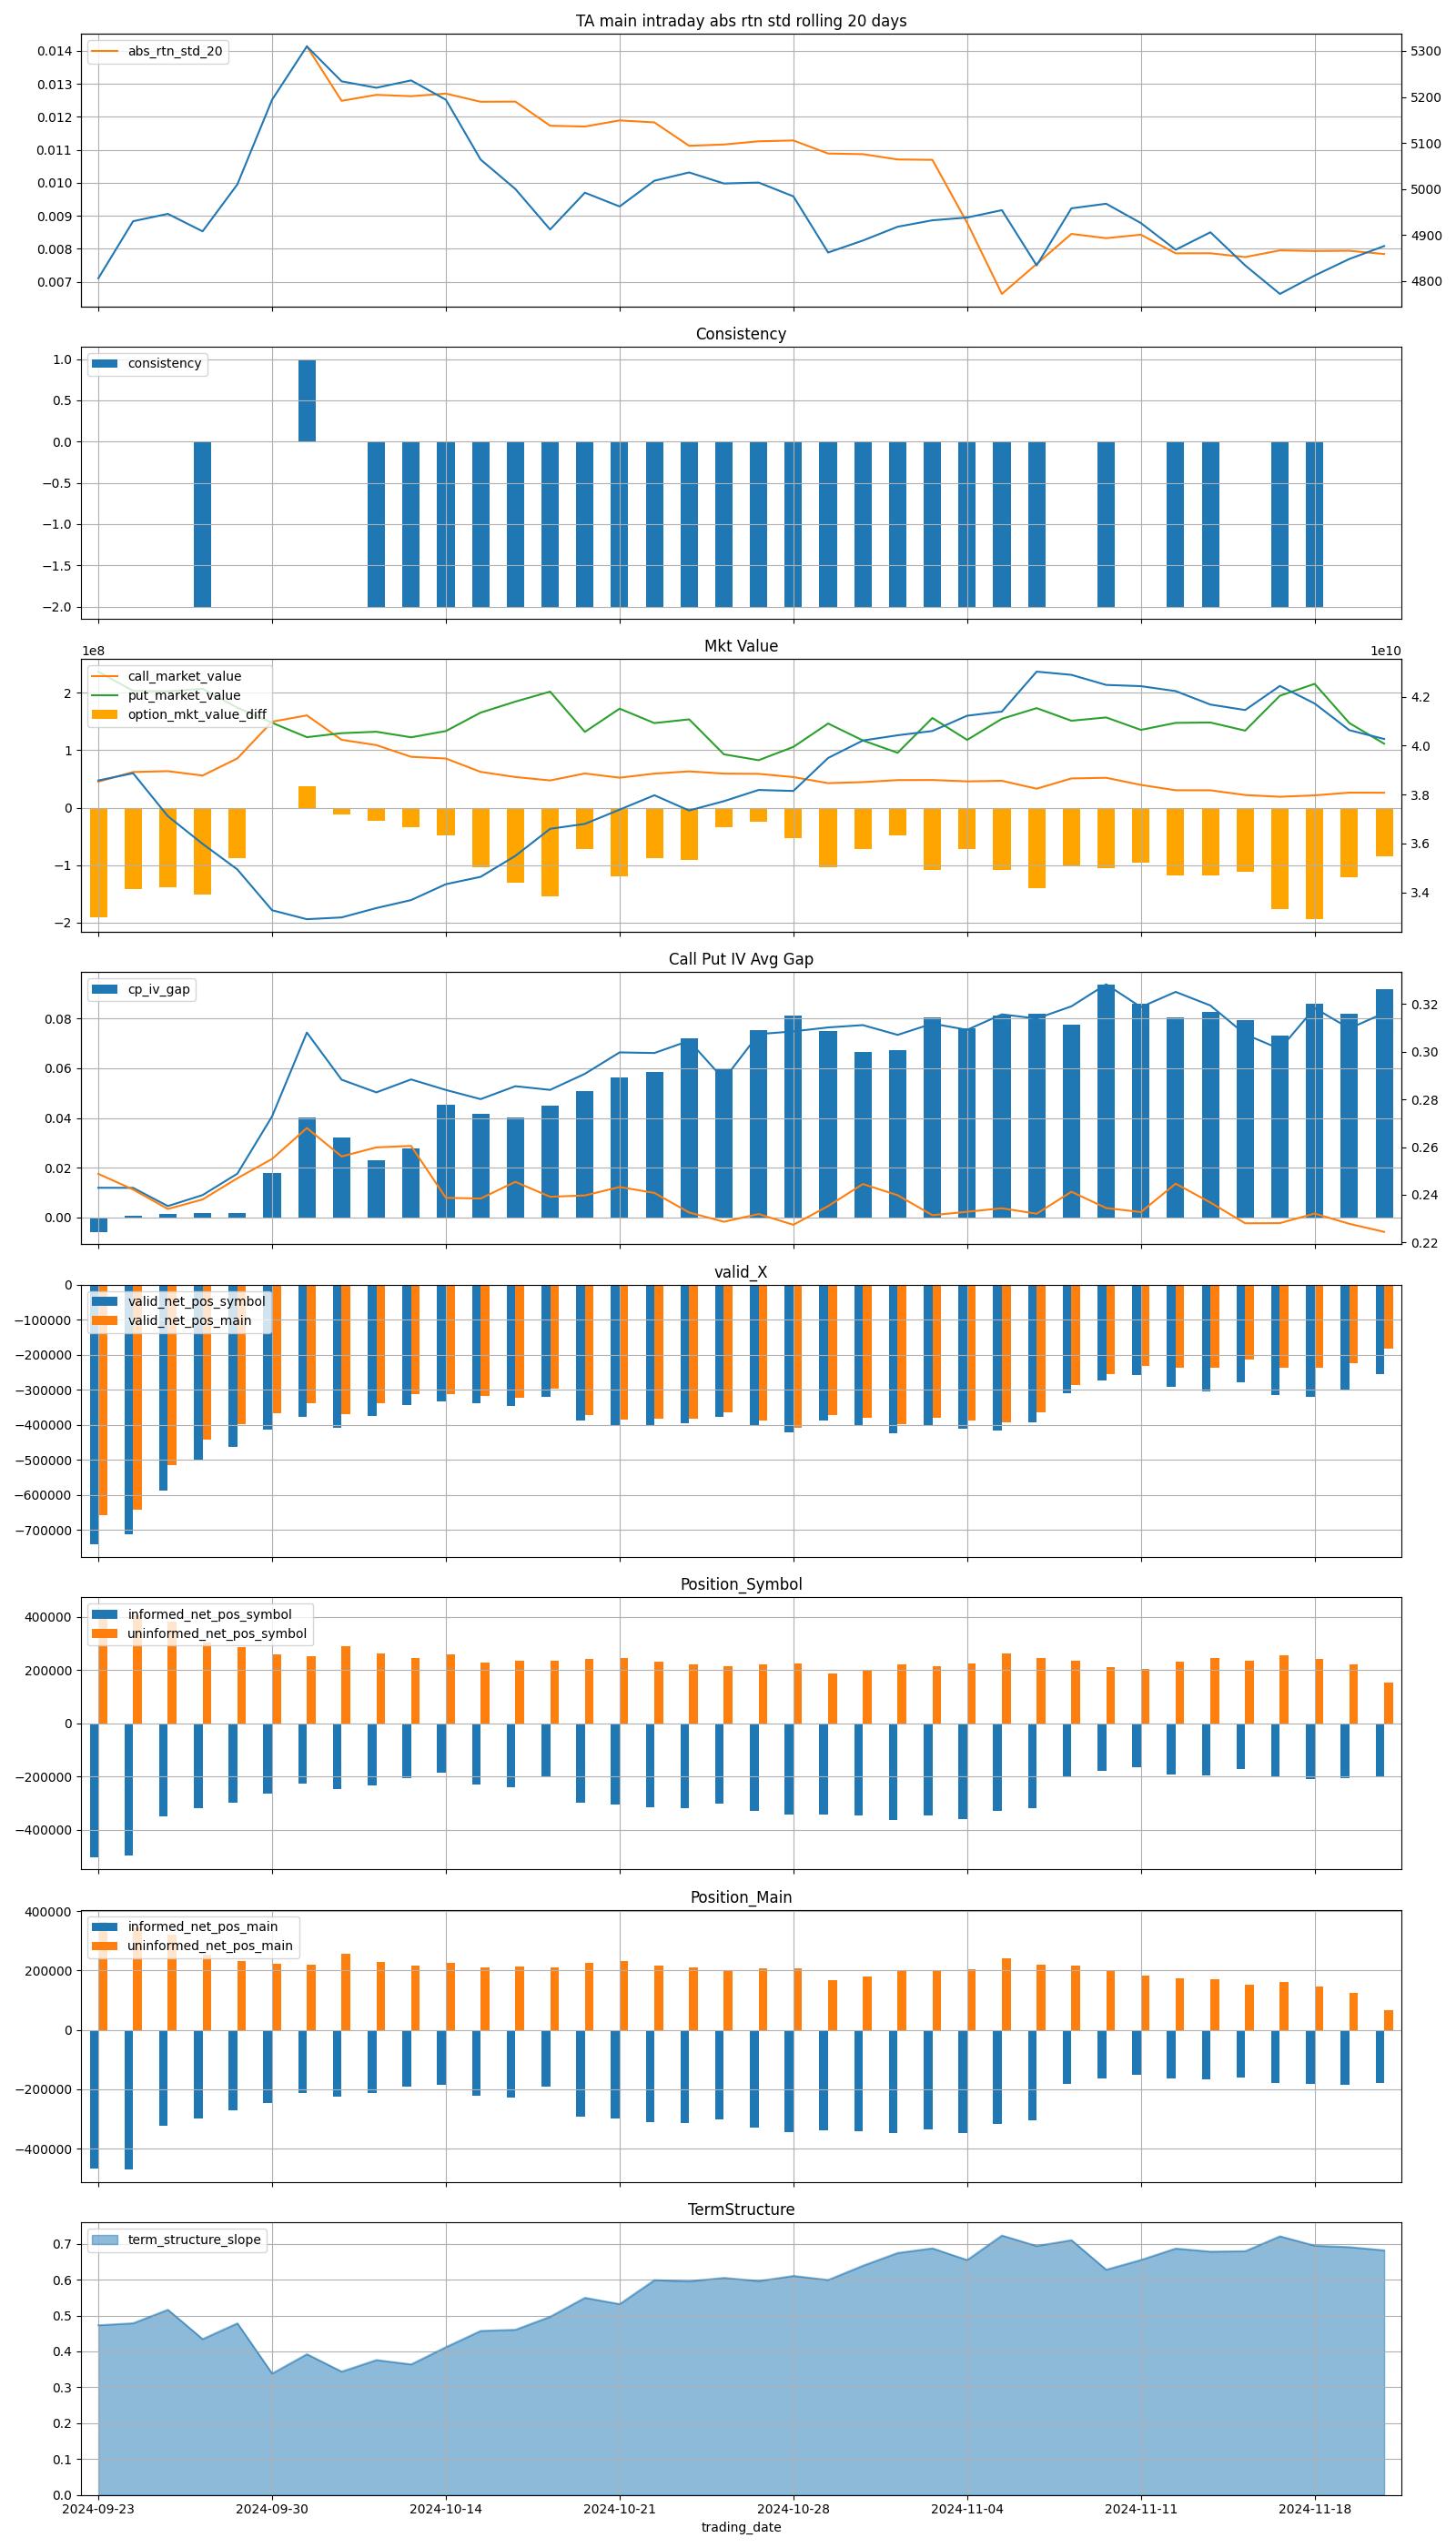 TA main intraday abs rtn std rolling 20 days
abs_rtn_std_20
0.014
0.013
0.012
0.011
0.010
0.009
0.008
0.007
5300
5200
5100
5000
4900
4800
Consistency
consistency
1.0
0.5
0.0
−0.5
−1.0
−1.5
−2.0
Mkt Value
1e8
1e10
call_market_value
put_market_value
option_mkt_value_diff
2
1
0
−1
−2
4.2
4.0
3.8
3.6
3.4
Call Put IV Avg Gap
cp_iv_gap
0.08
0.06
0.04
0.02
0.00
0.32
0.30
0.28
0.26
0.24
0.22
valid_X
valid_net_pos_symbol
valid_net_pos_main
0
−100000
−200000
−300000
−400000
−500000
−600000
−700000
Position_Symbol
informed_net_pos_symbol
uninformed_net_pos_symbol
400000
200000
0
−200000
−400000
Position_Main
informed_net_pos_main
uninformed_net_pos_main
400000
200000
0
−200000
−400000
TermStructure
term_structure_slope
0.7
0.6
0.5
0.4
0.3
0.2
0.1
0.0
2024-09-23 2024-09-30 2024-10-14 2024-10-21 2024-10-28 2024-11-04 2024-11-11 2024-11-18
trading_date